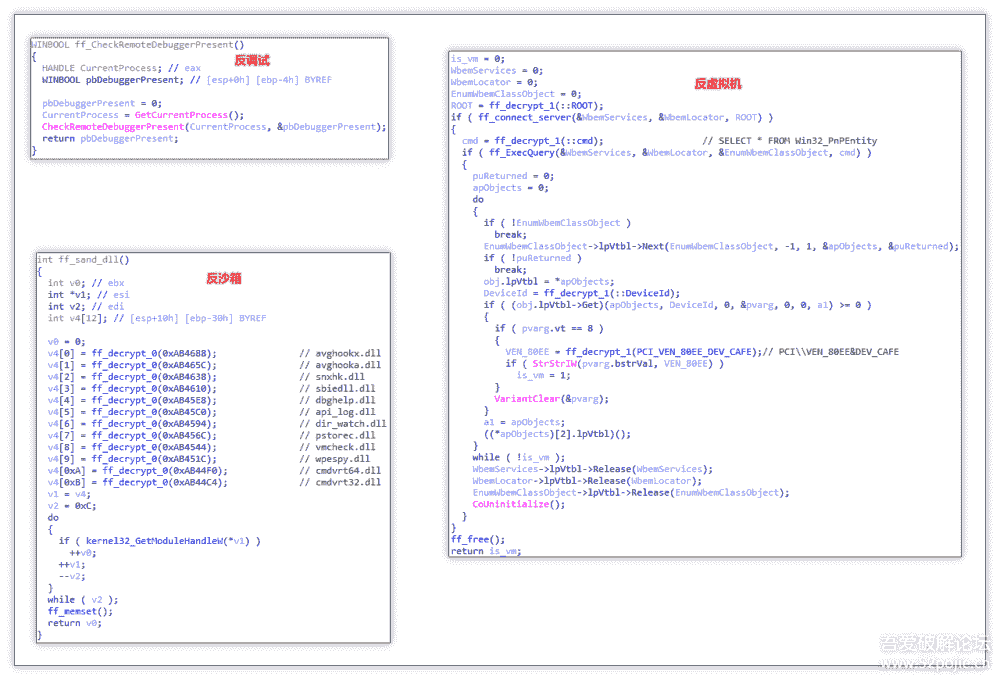 WINBOOL ff_CheckRemoteDebuggerPresent()
反调试
{
HANDLE CurrentProcess; // eax
WINBOOL pbDebuggerPresent; // [esp+0h] [ebp-4h] BYREF
pbDebuggerPresent = 0;
CurrentProcess = GetCurrentProcess();
CheckRemoteDebuggerPresent(CurrentProcess, &pbDebuggerPresent);
return pbDebuggerPresent;
}
int ff_sand_dll()
反沙箱
{
int v0; // ebx
int *v1; // esi
int v2; // edi
int v4[12]; // [esp+10h] [ebp-30h] BYREF
v0 = 0;
v4[0] = ff_decrypt_0(0xAB4688); // avghookx.dll
v4[1] = ff_decrypt_0(0xAB465C); // avghooka.dll
v4[2] = ff_decrypt_0(0xAB4638); // snxhk.dll
v4[3] = ff_decrypt_0(0xAB4610); // sbiedll.dll
v4[4] = ff_decrypt_0(0xAB45E8); // dbghelp.dll
v4[5] = ff_decrypt_0(0xAB45C0); // api_log.dll
v4[6] = ff_decrypt_0(0xAB4594); // dir_watch.dll
v4[7] = ff_decrypt_0(0xAB456C); // pstorec.dll
v4[8] = ff_decrypt_0(0xAB4544); // vmcheck.dll
v4[9] = ff_decrypt_0(0xAB451C); // wpespy.dll
v4[0xA] = ff_decrypt_0(0xAB44F0); // cmdvrt64.dll
v4[0xB] = ff_decrypt_0(0xAB44C4); // cmdvrt32.dll
v1 = v4;
v2 = 0xC;
do
{
if ( kernel32_GetModuleHandleW(*v1) )
++v0;
++v1;
--v2;
}
while ( v2 );
ff_memset();
return v0;
}
is_vm = 0;
WbemServices = 0;
反虚拟机
WbemLocator = 0;
EnumWbemClassObject = 0;
ROOT = ff_decrypt_1(::ROOT);
if ( ff_connect_server(&WbemServices, &WbemLocator, ROOT) )
{
cmd = ff_decrypt_1(::cmd); // SELECT * FROM Win32_PnPEntity
if ( ff_ExecQuery(&WbemServices, &WbemLocator, &EnumWbemClassObject, cmd) )
{
puReturned = 0;
apObjects = 0;
do
{
if ( !EnumWbemClassObject )
break;
EnumWbemClassObject->lpVtbl->Next(EnumWbemClassObject, -1, 1, &apObjects, &puReturned);
if ( !puReturned )
break;
obj.lpVtbl = *apObjects;
DeviceId = ff_decrypt_1(::DeviceId);
if ( (obj.lpVtbl->Get)(apObjects, DeviceId, 0, &pvarg, 0, 0, a1) >= 0 )
{
if ( pvarg.vt == 8 )
{
VEN_80EE = ff_decrypt_1(PCI_VEN_80EE_DEV_CAFE);// PCI\\VEN_80EE&DEV_CAFE
if ( StrStrIW(pvarg.bstrVal, VEN_80EE) )
is_vm = 1;
}
VariantClear(&pvarg);
}
a1 = apObjects;
((*apObjects)[2].lpVtbl)();
}
while ( !is_vm );
WbemServices->lpVtbl->Release(WbemServices);
WbemLocator->lpVtbl->Release(WbemLocator);
EnumWbemClassObject->lpVtbl->Release(EnumWbemClassObject);
CoUninitialize();
}
}
ff_free();
return is_vm;
吾爱破解论坛
www.52pojie.cn